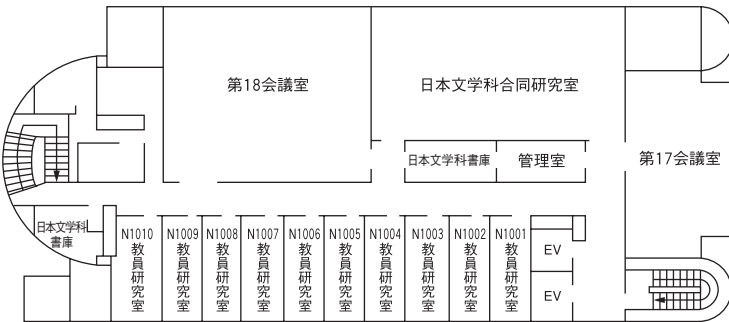 第18会議室
日本文学科合同研究室
日本文学科書庫
管理室
第17会議室
日本文学科
書庫
N1010
教員研究室
N1009
教員研究室
N1008
教員研究室
N1007
教員研究室
N1006
教員研究室
N1005
教員研究室
N1004
教員研究室
N1003
教員研究室
N1002
教員研究室
N1001
教員研究室
EV
EV